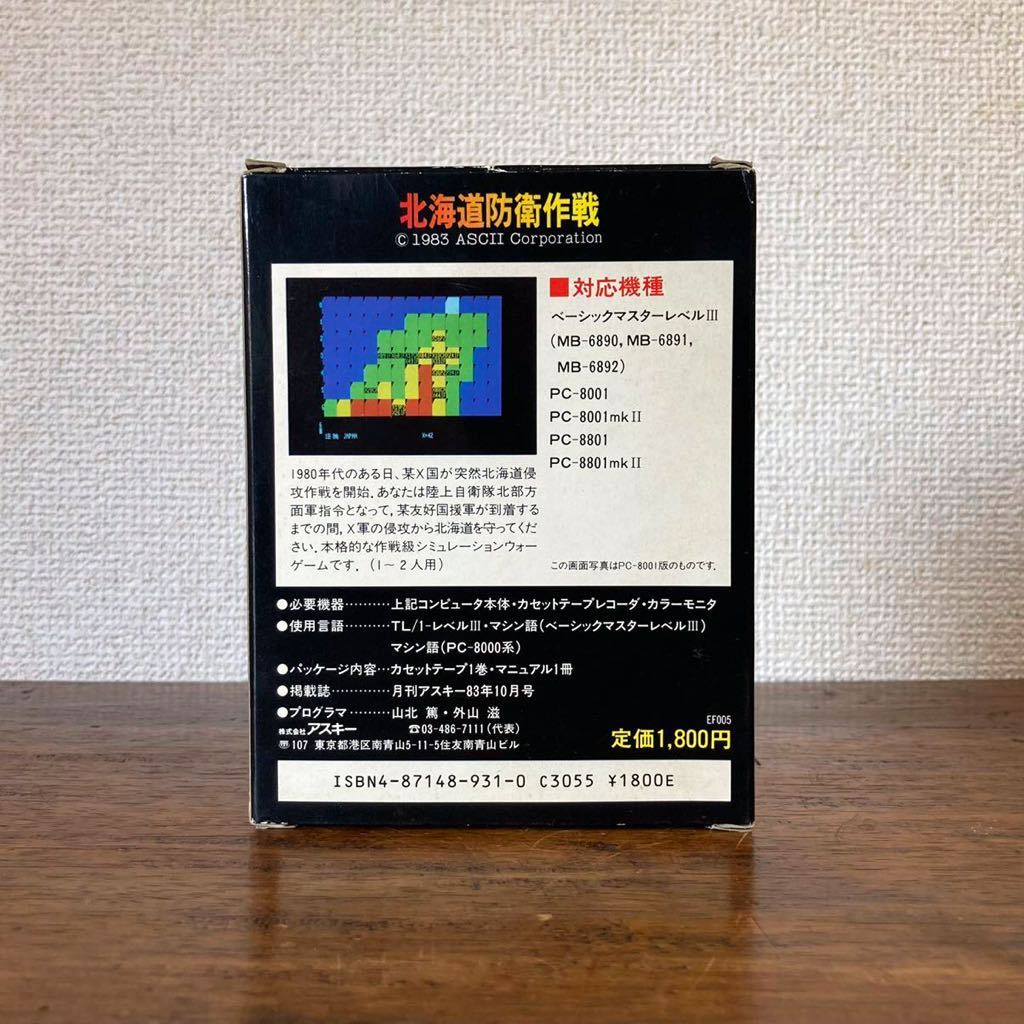 北海道防衛作戦
© 1983 ASCII Corporation
■対応機種
ベーシックマスターレベルⅢ
(MB-6890, MB-6891,
MB-6892)
PC-8001
PC-8001mkⅡ
PC-8801
PC-8801mkⅡ
この画面写真はPC-8001版のものです.
1980年代のある日、某X国が突然北海道侵
攻作戦を開始.あなたは陸上自衛隊北部方
面軍指令となって,某友好国援軍が到着する
までの間,X軍の侵攻から北海道を守ってくだ
さい.本格的な作戦級シミュレーションウォー
ゲームです.(1〜2人用)
●必要機器………上記コンピュータ本体・カセットテープレコーダ・カラーモニタ
●使用言語………TL/1-レベルⅢ・マシン語(ベーシックマスターレベルⅢ)
マシン語(PC-8000系)
●パッケージ内容…カセットテープ1巻・マニュアル1冊
●掲載誌…………月刊アスキー83年10月号
●プログラマ………山北 篤・外山 滋
株式会社アスキー ☎03-486-7111(代表)
〒107 東京都港区南青山5-11-5住友南青山ビル
EF005
定価1,800円
ISBN4-87148-931-0 C3055 ¥1800E